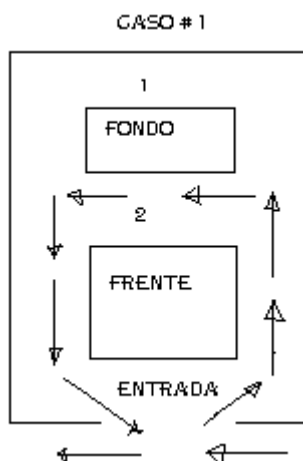 CASO # 1
1
FONDO
2
FRENTE
ENTRADA